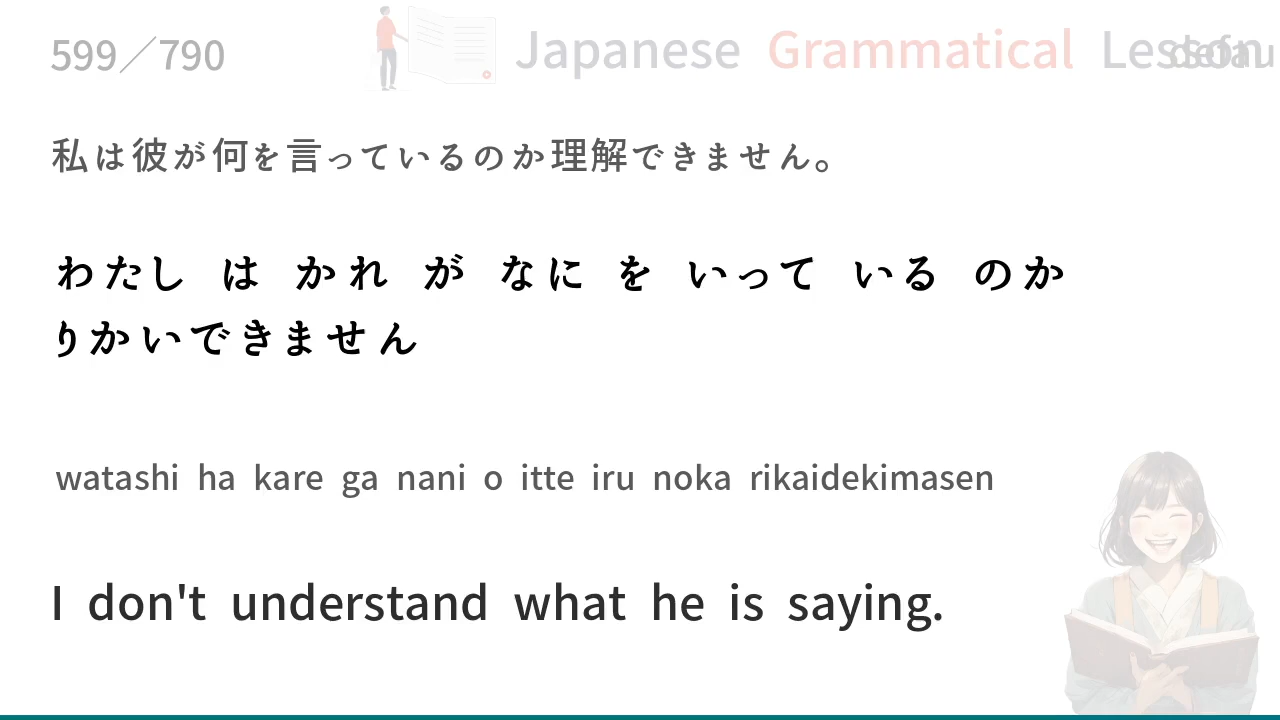 599／790
Japanese Grammatical Lesson
defau
私は彼が何を言っているのか理解できません。
わたし は かれ が なに を いって いる のか
りかいできません
watashi ha kare ga nani o itte iru noka rikaidekimasen
I don't understand what he is saying.